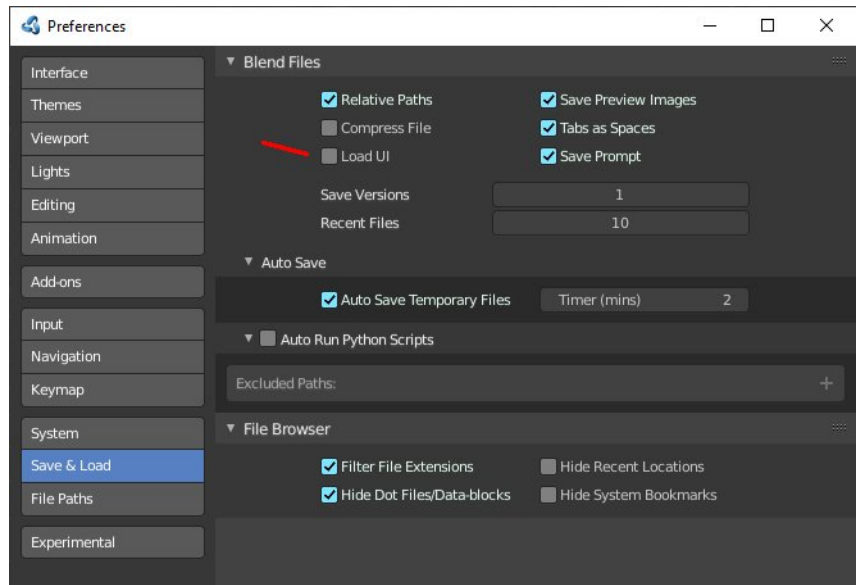 Preferences
Interface
Themes
Viewport
Lights
Editing
Animation
Add-ons
Input
Navigation
Keymap
System
Save & Load
File Paths
Experimental
Blend Files
Relative Paths
Save Preview Images
Compress File
Tabs as Spaces
Load UI
Save Prompt
Save Versions 1
Recent Files 10
Auto Save
Auto Save Temporary Files
Timer (mins) 2
Auto Run Python Scripts
Excluded Paths:
File Browser
Filter File Extensions
Hide Recent Locations
Hide Dot Files/Data-blocks
Hide System Bookmarks